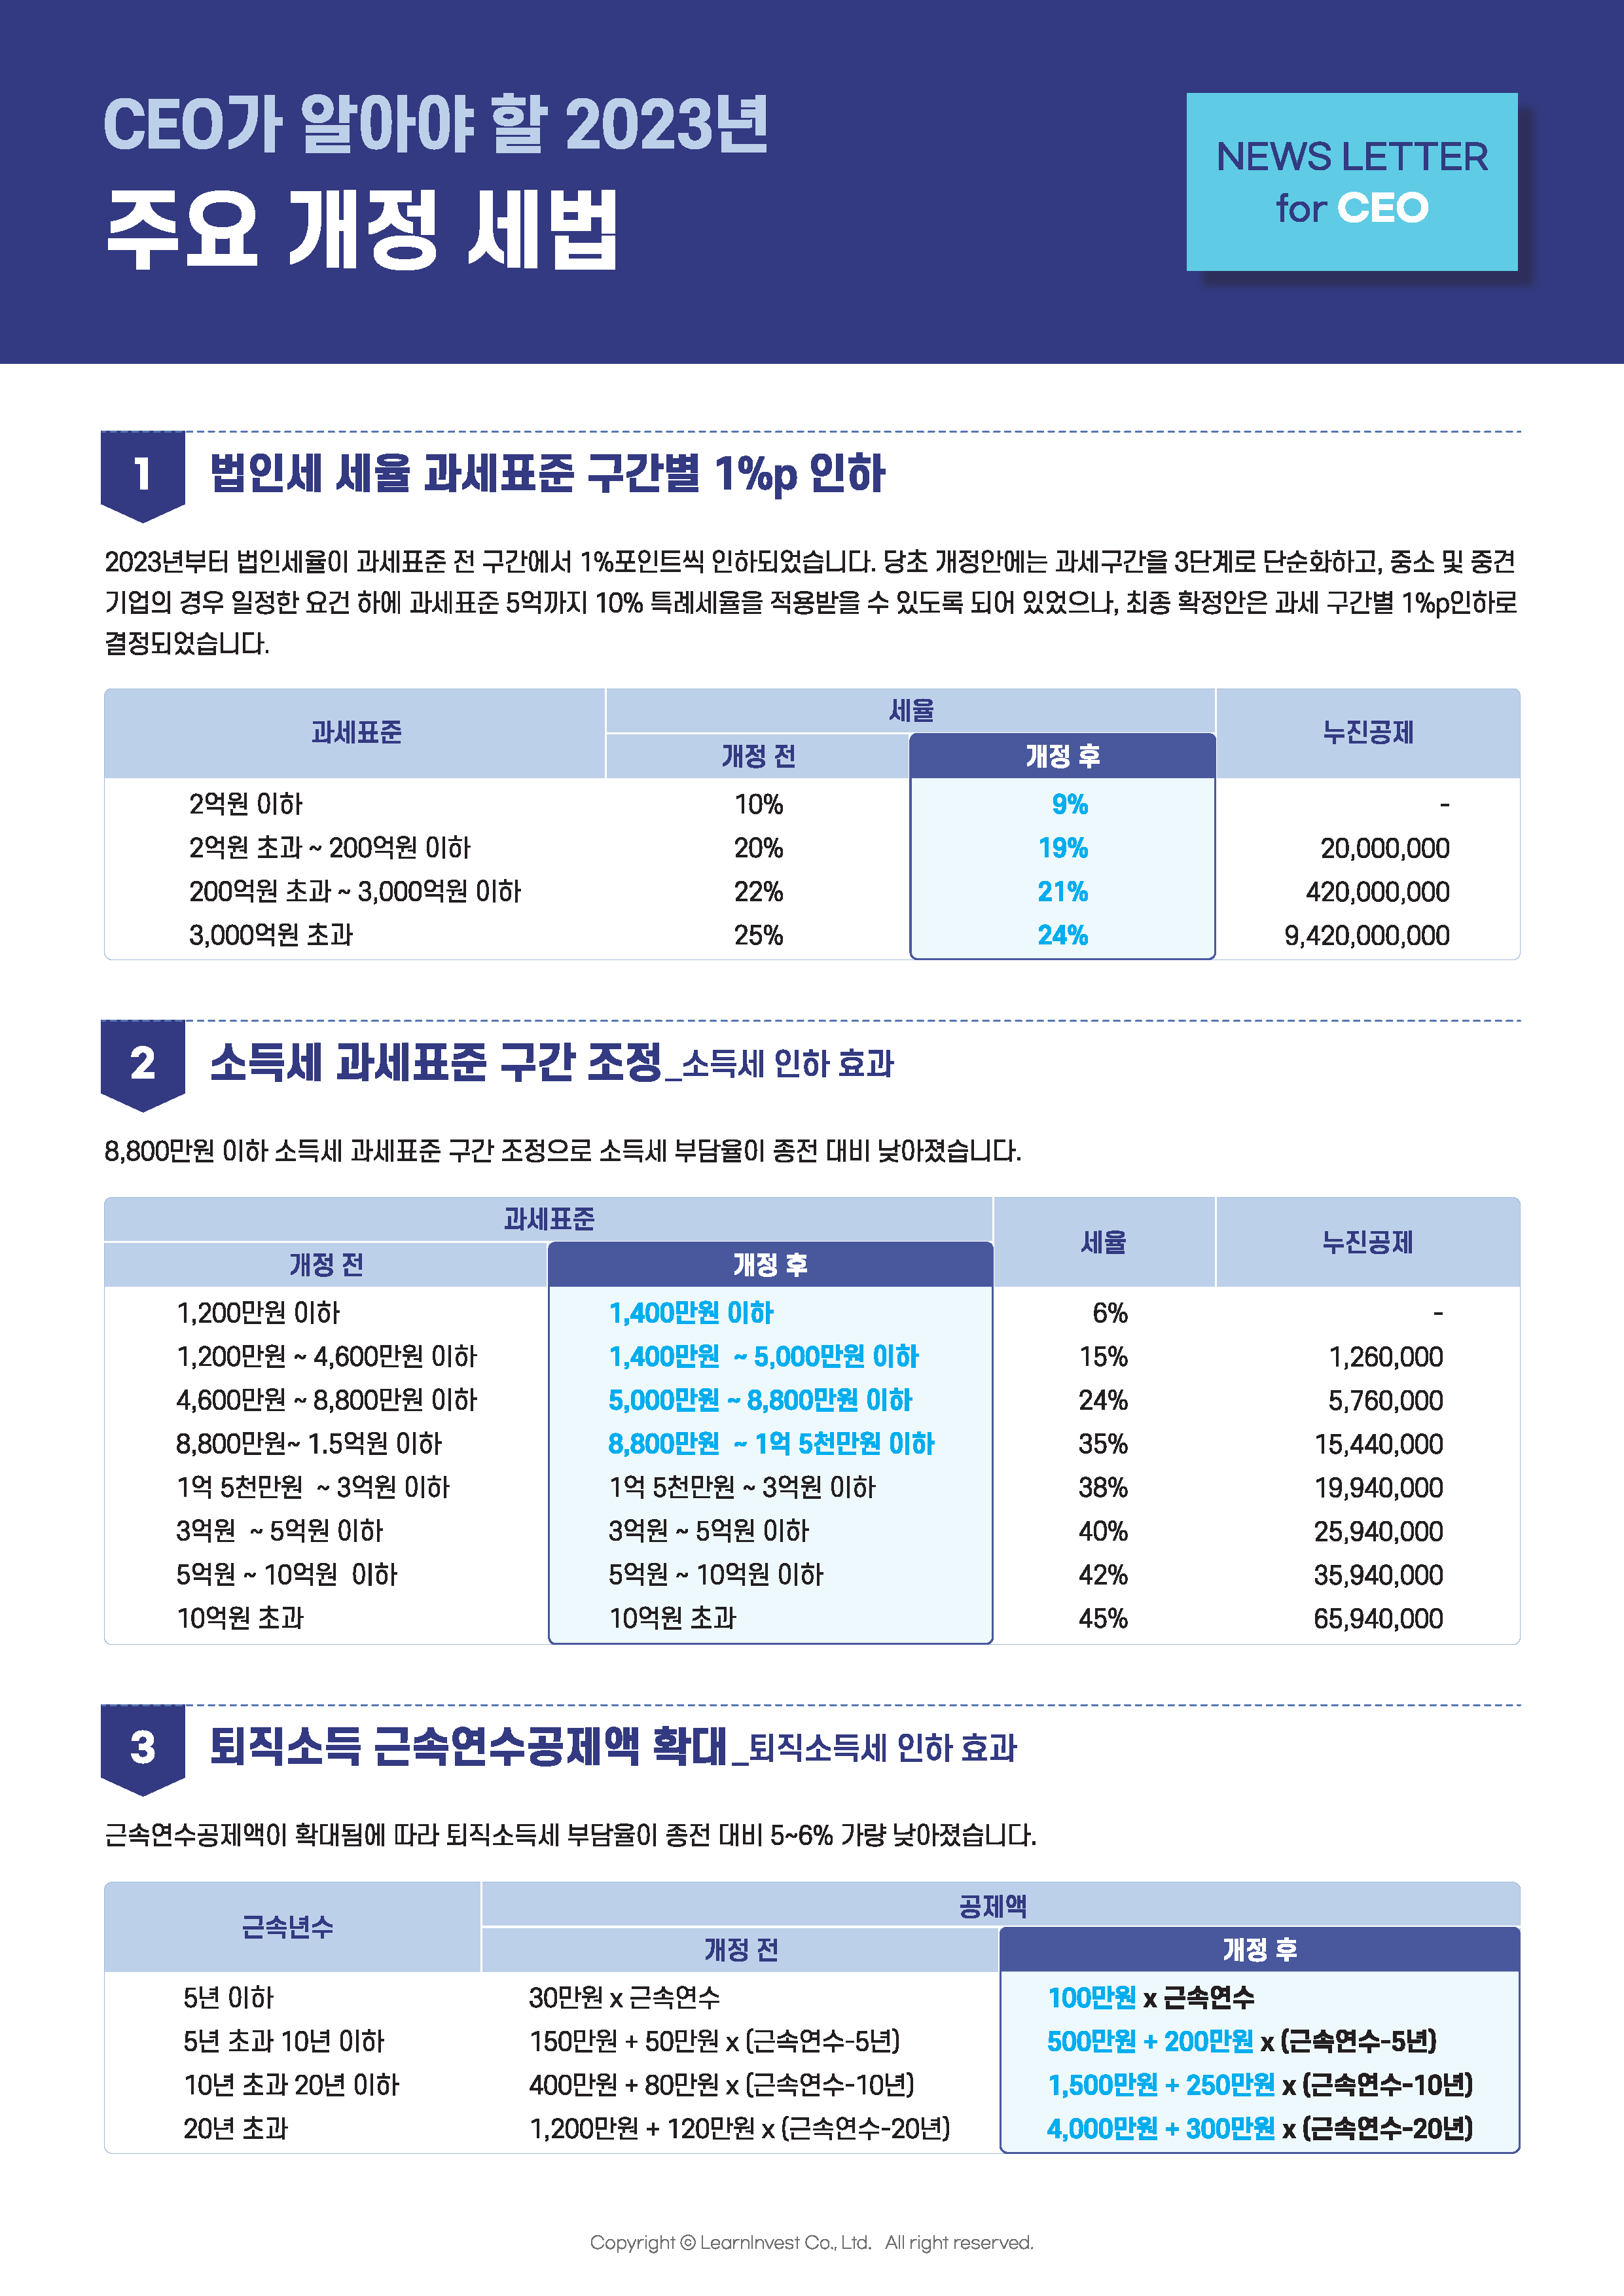 CEO가 알아야 할 2023년
주요 개정 세법
NEWS LETTER
for CEO
1 법인세 세율 과세표준 구간별 1%p 인하
2023년부터 법인세율이 과세표준 전 구간에서 1%포인트씩 인하되었습니다. 당초 개정안에는 과세구간을 3단계로 단순화하고, 중소 및 중견
기업의 경우 일정한 요건 하에 과세표준 5억까지 10% 특례세율을 적용받을 수 있도록 되어 있었으나, 최종 확정안은 과세 구간별 1%p인하로
결정되었습니다.
과세표준 세율 누진공제
개정 전 개정 후
2억원 이하 10% 9% -
2억원 초과 ~ 200억원 이하 20% 19% 20,000,000
200억원 초과 ~ 3,000억원 이하 22% 21% 420,000,000
3,000억원 초과 25% 24% 9,420,000,000
2 소득세 과세표준 구간 조정_소득세 인하 효과
8,800만원 이하 소득세 과세표준 구간 조정으로 소득세 부담율이 종전 대비 낮아졌습니다.
과세표준 세율 누진공제
개정 전 개정 후
1,200만원 이하 1,400만원 이하 6% -
1,200만원 ~ 4,600만원 이하 1,400만원 ~ 5,000만원 이하 15% 1,260,000
4,600만원 ~ 8,800만원 이하 5,000만원 ~ 8,800만원 이하 24% 5,760,000
8,800만원~ 1.5억원 이하 8,800만원 ~ 1억 5천만원 이하 35% 15,440,000
1억 5천만원 ~ 3억원 이하 1억 5천만원 ~ 3억원 이하 38% 19,940,000
3억원 ~ 5억원 이하 3억원 ~ 5억원 이하 40% 25,940,000
5억원 ~ 10억원 이하 5억원 ~ 10억원 이하 42% 35,940,000
10억원 초과 10억원 초과 45% 65,940,000
3 퇴직소득 근속연수공제액 확대_퇴직소득세 인하 효과
근속연수공제액이 확대됨에 따라 퇴직소득세 부담율이 종전 대비 5~6% 가량 낮아졌습니다.
근속년수 공제액
개정 전 개정 후
5년 이하 30만원 x 근속연수 100만원 x 근속연수
5년 초과 10년 이하 150만원 + 50만원 x (근속연수-5년) 500만원 + 200만원 x (근속연수-5년)
10년 초과 20년 이하 400만원 + 80만원 x (근속연수-10년) 1,500만원 + 250만원 x (근속연수-10년)
20년 초과 1,200만원 + 120만원 x (근속연수-20년) 4,000만원 + 300만원 x (근속연수-20년)
Copyright ⓒ LearnInvest Co., Ltd. All right reserved.